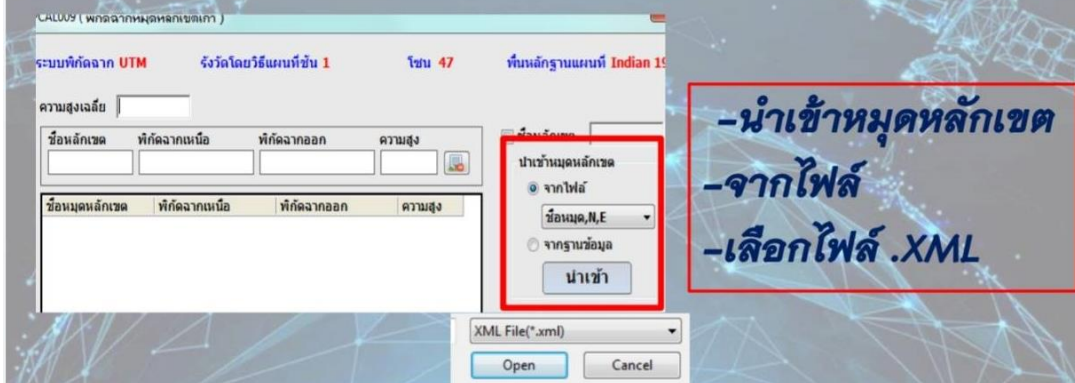 CAL009 ( พิกัดฉากหมุดหลักเขตเก่า )
ระบบพิกัดฉาก UTM รังวัดโดยวิธีแผนที่ชั้น 1 โซน 47 พื้นหลักฐานแผนที่ Indian 19
ความสูงเฉลี่ย
ชื่อหลักเขต พิกัดฉากเหนือ พิกัดฉากออก ความสูง
ชื่อหมุดหลักเขต พิกัดฉากเหนือ พิกัดฉากออก ความสูง
นำเข้าหมุดหลักเขต
จากไฟล์
ชื่อหมุด,N,E
จากฐานข้อมูล
นำเข้า
XML File(*.xml)
Open Cancel
-นำเข้าหมุดหลักเขต
-จากไฟล์
-เลือกไฟล์ .XML